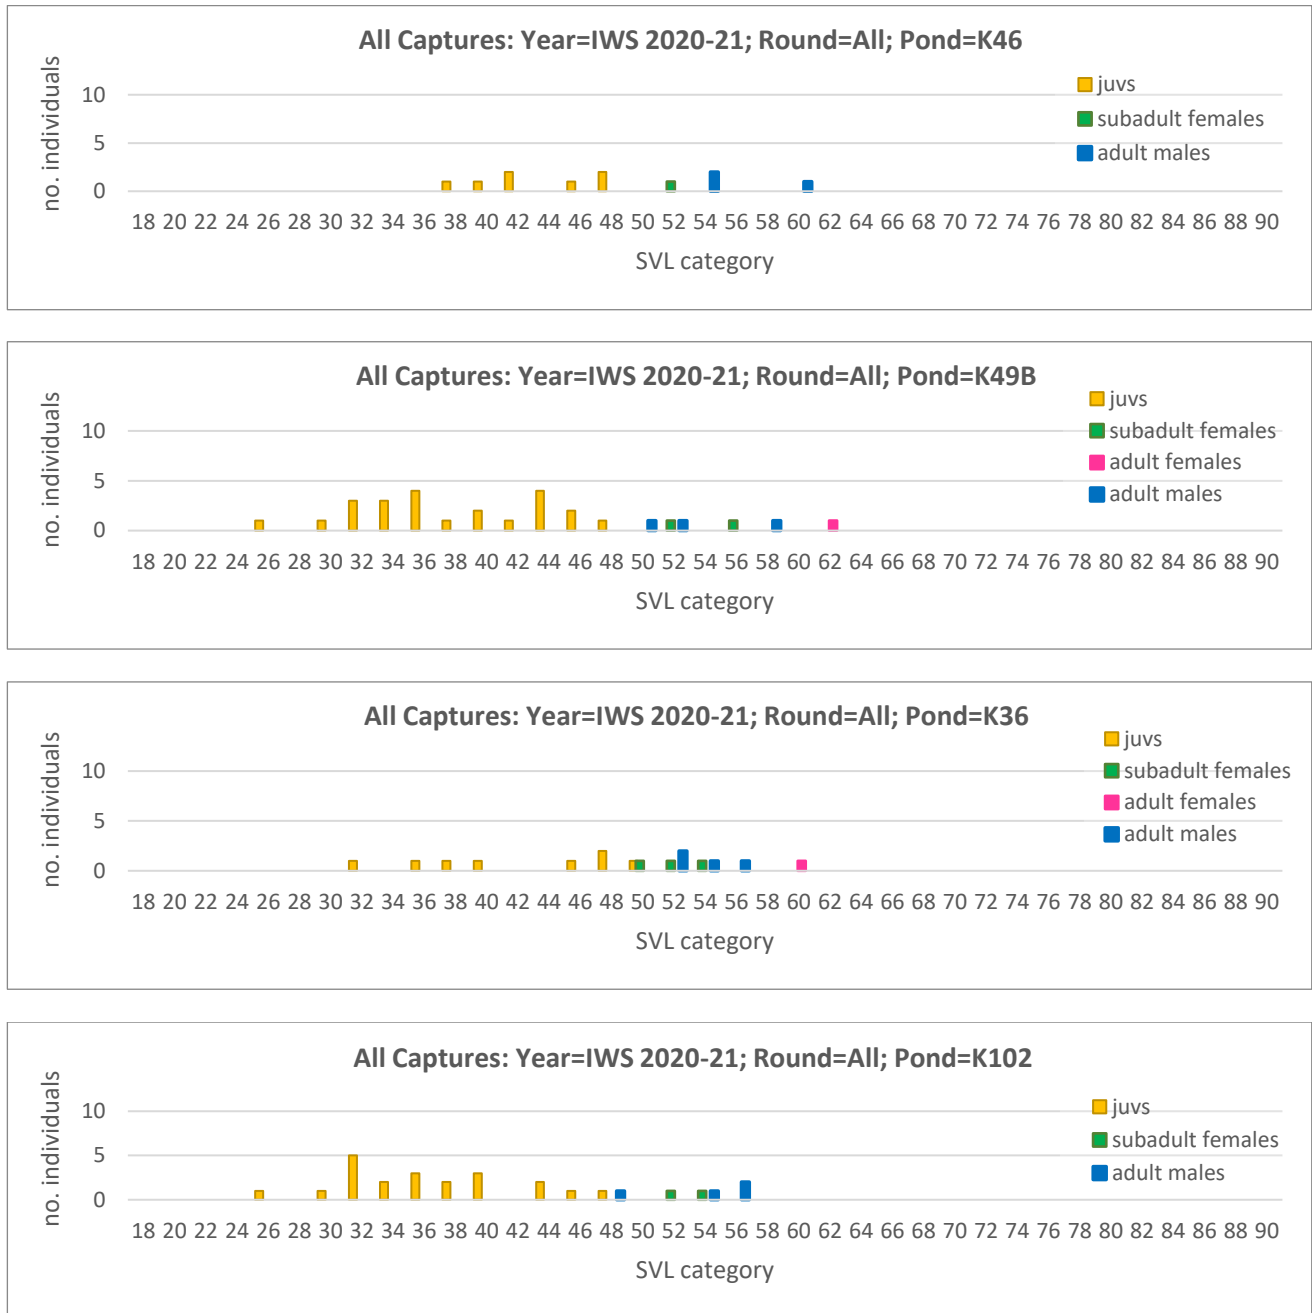 All Captures: Year=IWS 2020-21; Round=All; Pond=K46
no. individuals
10
5
0
juvs
subadult females
adult males
18 20 22 24 26 28 30 32 34 36 38 40 42 44 46 48 50 52 54 56 58 60 62 64 66 68 70 72 74 76 78 80 82 84 86 88 90
SVL category
All Captures: Year=IWS 2020-21; Round=All; Pond=K49B
no. individuals
10
5
0
juvs
subadult females
adult females
adult males
18 20 22 24 26 28 30 32 34 36 38 40 42 44 46 48 50 52 54 56 58 60 62 64 66 68 70 72 74 76 78 80 82 84 86 88 90
SVL category
All Captures: Year=IWS 2020-21; Round=All; Pond=K36
no. individuals
10
5
0
juvs
subadult females
adult females
adult males
18 20 22 24 26 28 30 32 34 36 38 40 42 44 46 48 50 52 54 56 58 60 62 64 66 68 70 72 74 76 78 80 82 84 86 88 90
SVL category
All Captures: Year=IWS 2020-21; Round=All; Pond=K102
no. individuals
10
5
0
juvs
subadult females
adult males
18 20 22 24 26 28 30 32 34 36 38 40 42 44 46 48 50 52 54 56 58 60 62 64 66 68 70 72 74 76 78 80 82 84 86 88 90
SVL category